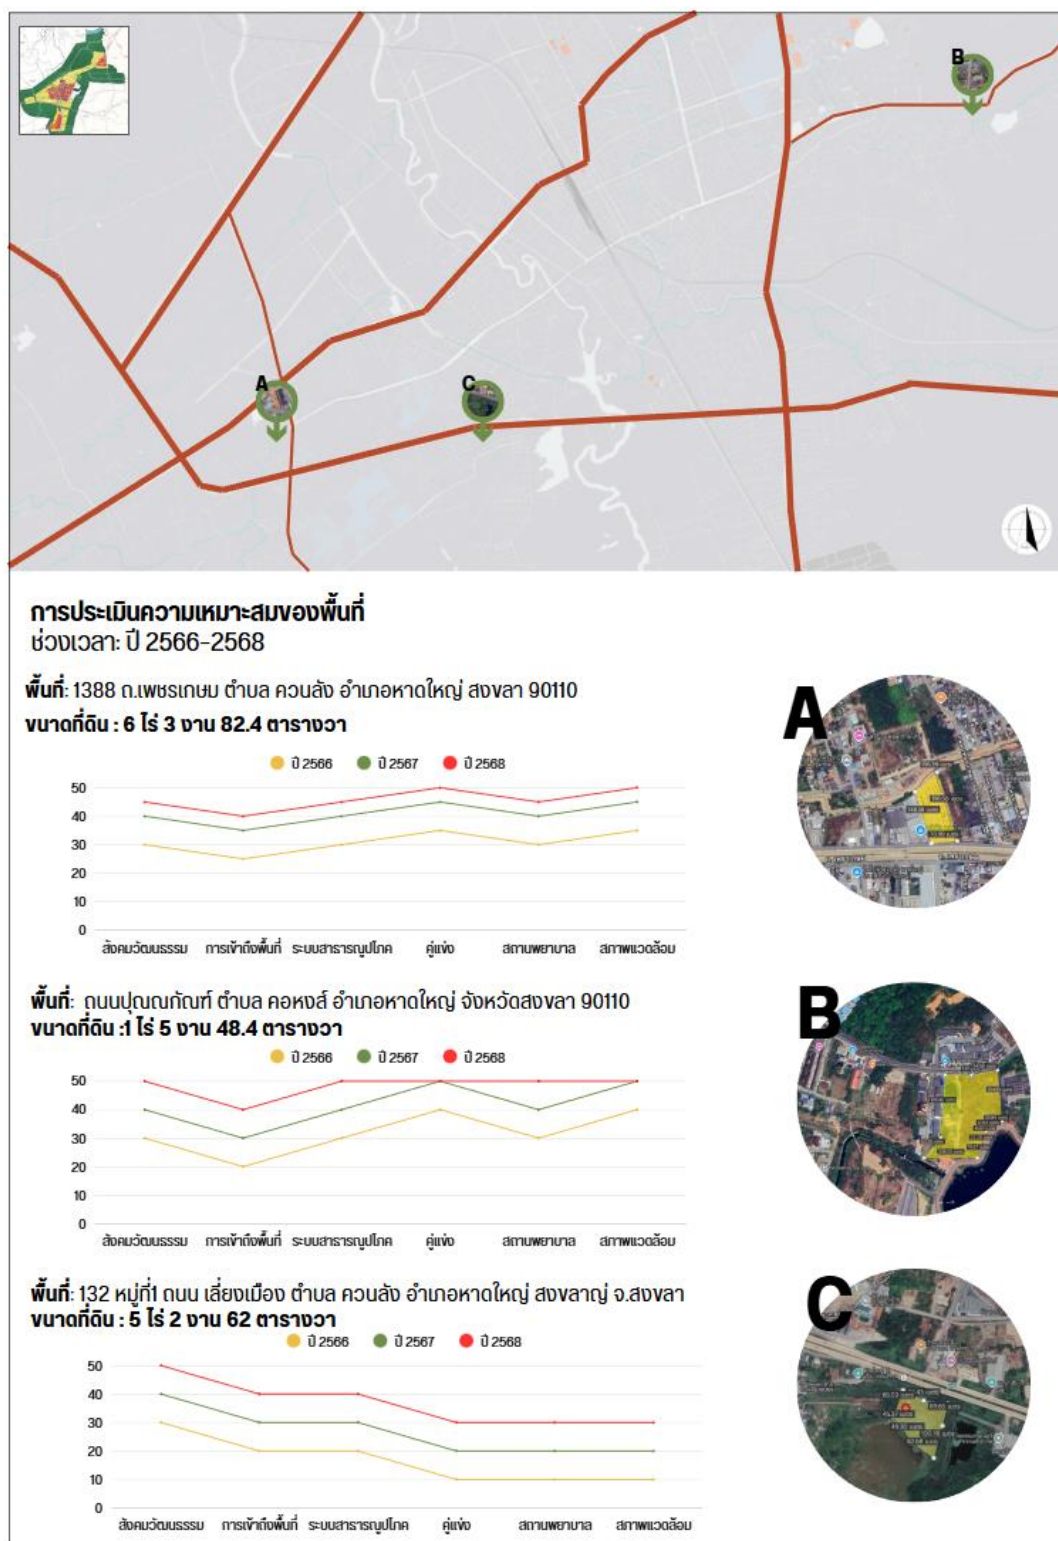 B
A
C
การประเมินความเหมาะสมของพื้นที่
ช่วงเวลา: ปี 2566-2568
พื้นที่: 1388 ถ.เพชรเกษม ตำบล ควนลัง อำเภอหาดใหญ่ สงขลา 90110
ขนาดที่ดิน : 6 ไร่ 3 งาน 82.4 ตารางวา
ปี 2566 ปี 2567 ปี 2568
50
40
30
20
10
0
สังคมวัฒนธรรม การเข้าถึงพื้นที่ ระบบสาธารณูปโภค คู่แข่ง สถานพยาบาล สภาพแวดล้อม
A
พื้นที่: ถนนปุณณกัณฑ์ ตำบล คอหงส์ อำเภอหาดใหญ่ จังหวัดสงขลา 90110
ขนาดที่ดิน :1 ไร่ 5 งาน 48.4 ตารางวา
ปี 2566 ปี 2567 ปี 2568
50
40
30
20
10
0
สังคมวัฒนธรรม การเข้าถึงพื้นที่ ระบบสาธารณูปโภค คู่แข่ง สถานพยาบาล สภาพแวดล้อม
B
พื้นที่: 132 หมู่ที่1 ถนน เลี่ยงเมือง ตำบล ควนลัง อำเภอหาดใหญ่ สงขลาญ่ จ.สงขลา
ขนาดที่ดิน : 5 ไร่ 2 งาน 62 ตารางวา
ปี 2566 ปี 2567 ปี 2568
50
40
30
20
10
0
สังคมวัฒนธรรม การเข้าถึงพื้นที่ ระบบสาธารณูปโภค คู่แข่ง สถานพยาบาล สภาพแวดล้อม
C